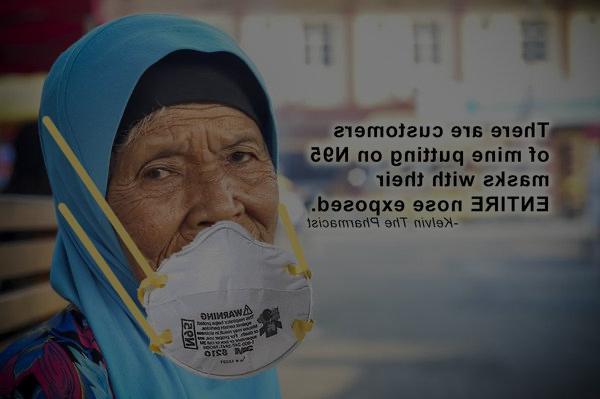 There are customers
of mine putting on N95
masks with their
ENTIRE nose exposed.
-Kelvin The Pharmacist
⚠WARNING
N95
3M
8210